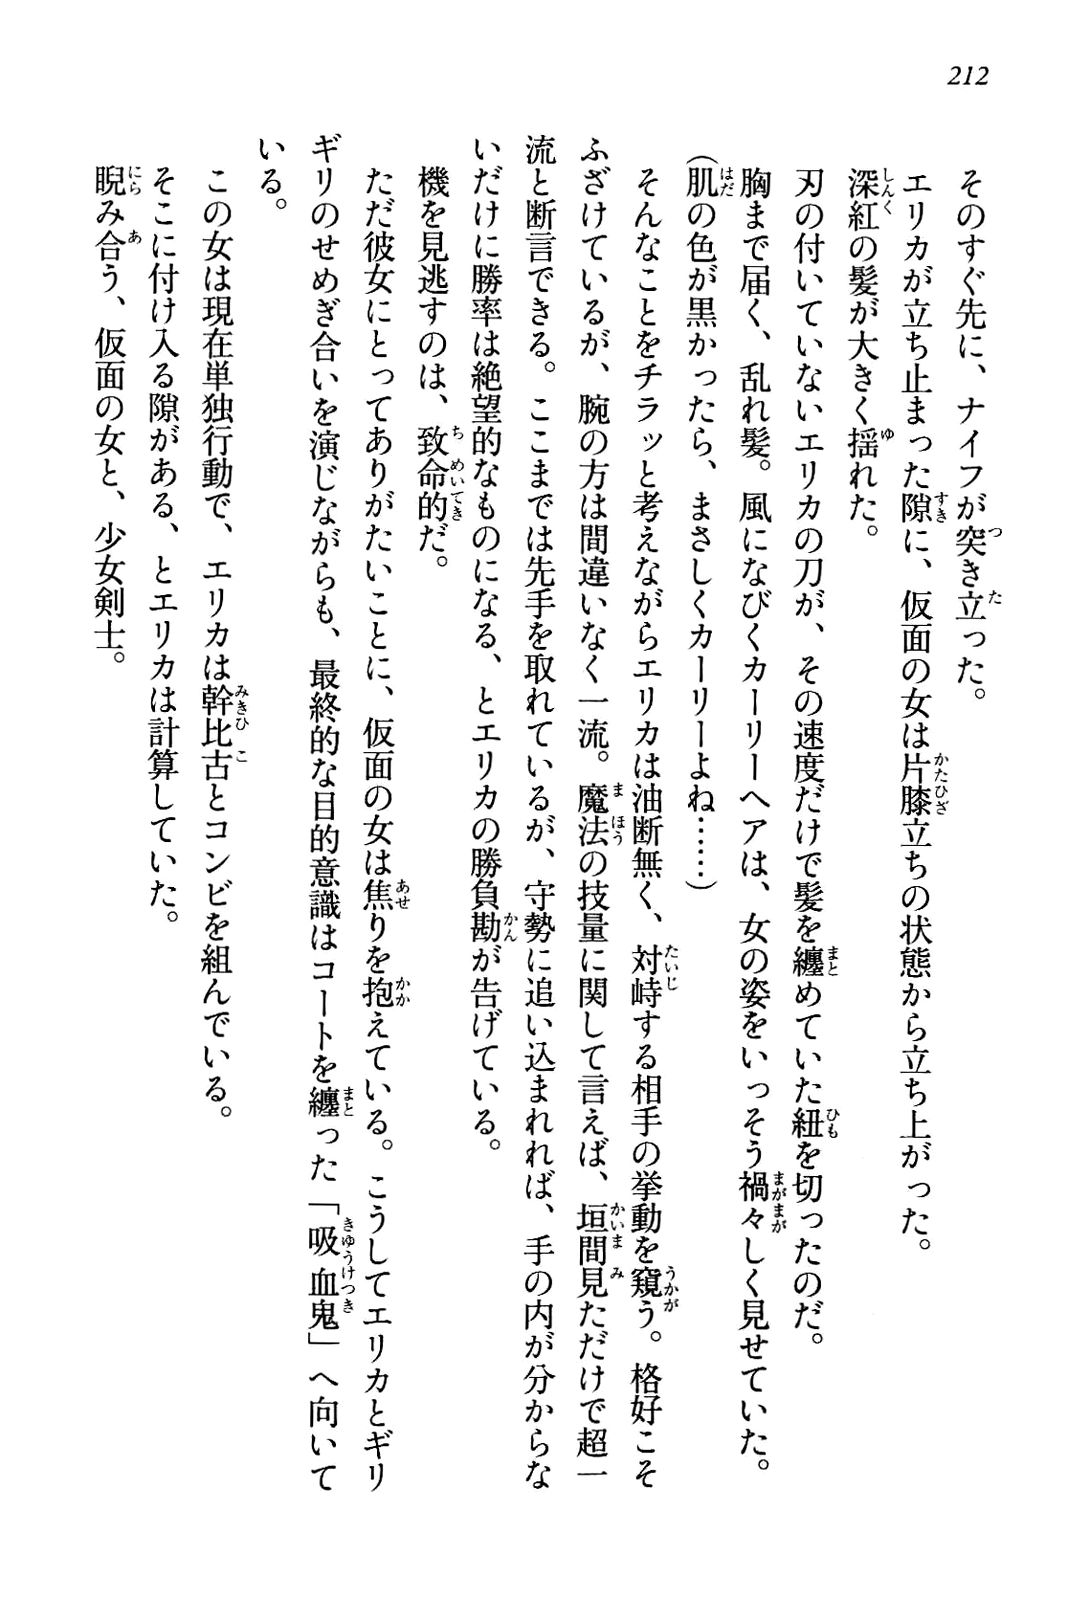 212
そのすぐ先に、ナイフが突き立った。
エリカが立ち止まった隙に、仮面の女は片膝立ちの状態から立ち上がった。
深紅の髪が大きく揺れた。
刃の付いていないエリカの刀が、その速度だけで髪を纏めていた紐を切ったのだ。
胸まで届く、乱れ髪。風になびくカーリーヘアは、女の姿をいっそう禍々しく見せていた。
（肌の色が黒かったら、まさしくカーリーよね……）
そんなことをチラッと考えながらエリカは油断無く、対峙する相手の挙動を窺う。格好こそ
ふざけているが、腕の方は間違いなく一流。魔法の技量に関して言えば、垣間見ただけで超一
流と断言できる。ここまでは先手を取れているが、守勢に追い込まれれば、手の内が分からな
いだけに勝率は絶望的なものになる、とエリカの勝負勘が告げている。
機を見逃すのは、致命的だ。
ただ彼女にとってありがたいことに、仮面の女は焦りを抱えている。こうしてエリカとギリ
ギリのせめぎ合いを演じながらも、最終的な目的意識はコートを纏った「吸血鬼」へ向いて
いる。
この女は現在単独行動で、エリカは幹比古とコンビを組んでいる。
そこに付け入る隙がある、とエリカは計算していた。
睨み合う、仮面の女と、少女剣士。